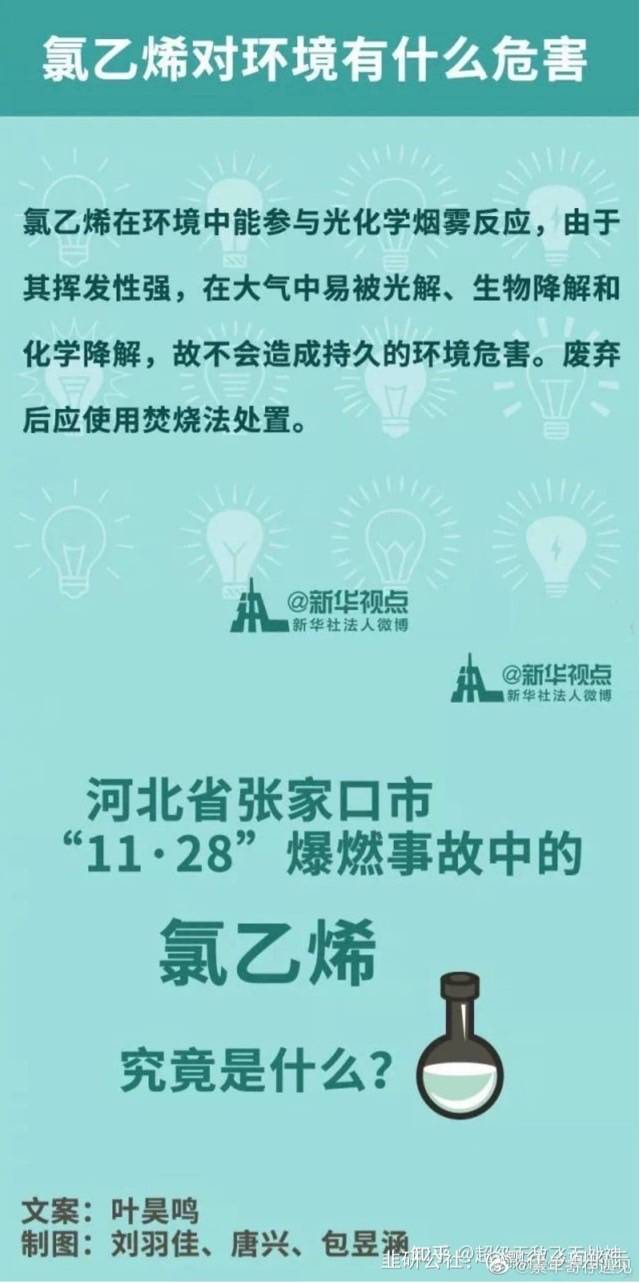 氯乙烯对环境有什么危害
氯乙烯在环境中能参与光化学烟雾反应，由于
其挥发性强，在大气中易被光解、生物降解和
化学降解，故不会造成持久的环境危害。废弃
后应使用焚烧法处置。
@新华视点
新华社法人微博
@新华视点
新华社法人微博
河北省张家口市
“11·28”爆燃事故中的
氯乙烯
究竟是什么？
文案：叶昊鸣
制图：刘羽佳、唐兴、包昱涵